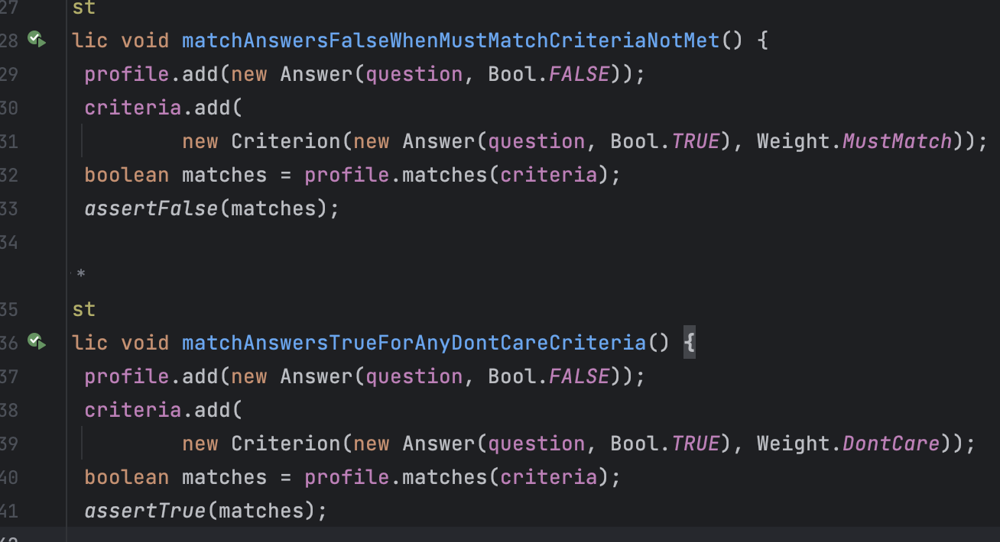 27 st
28 lic void matchAnswersFalseWhenMustMatchCriteriaNotMet() {
29 profile.add(new Answer(question, Bool.FALSE));
30 criteria.add(
31 new Criterion(new Answer(question, Bool.TRUE), Weight.MustMatch));
32 boolean matches = profile.matches(criteria);
33 assertFalse(matches);
34
*
35 st
36 lic void matchAnswersTrueForAnyDontCareCriteria() {
37 profile.add(new Answer(question, Bool.FALSE));
38 criteria.add(
39 new Criterion(new Answer(question, Bool.TRUE), Weight.DontCare));
40 boolean matches = profile.matches(criteria);
41 assertTrue(matches);